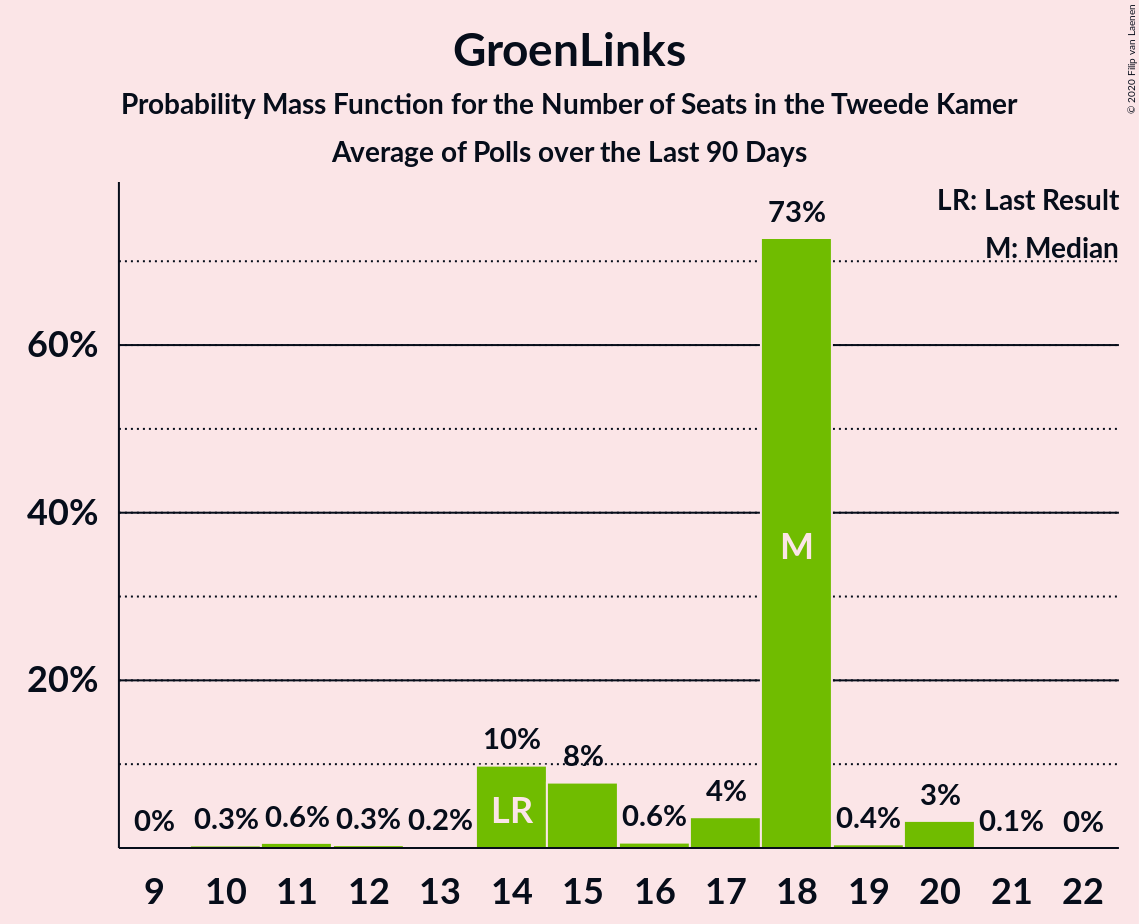 GroenLinks
Probability Mass Function for the Number of Seats in the Tweede Kamer
Average of Polls over the Last 90 Days
© 2020 Filip van Laenen
LR: Last Result
M: Median
73%
60%
40%
M
20%
10%
8%
4%
3%
0%
0.3%
0.6%
0.3%
0.2%
LR
0.6%
0.4%
0.1%
0%
9 10 11 12 13 14 15 16 17 18 19 20 21 22